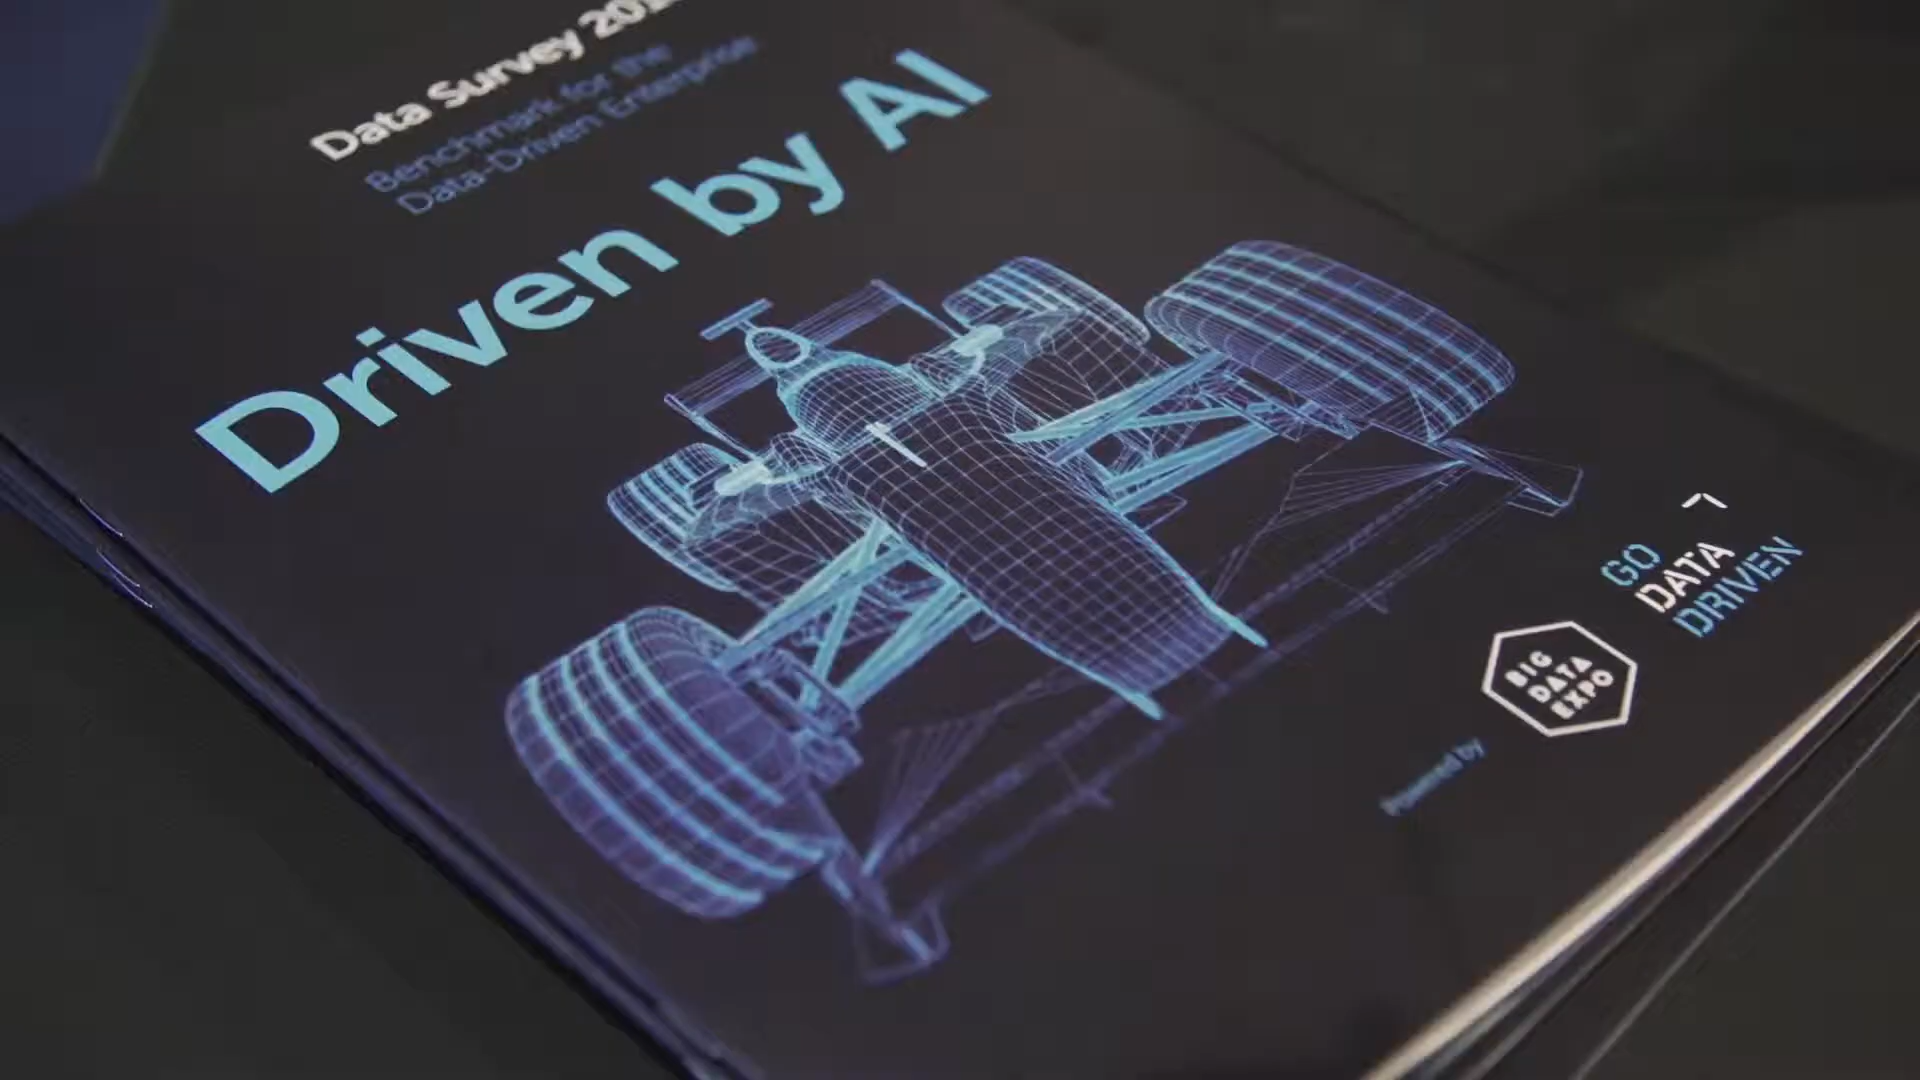 Data Survey 201
Benchmark for the
Data-Driven Enterprise
Driven by AI
GO
DATA
DRIVEN
BIG
DATA
EXPO
Powered by